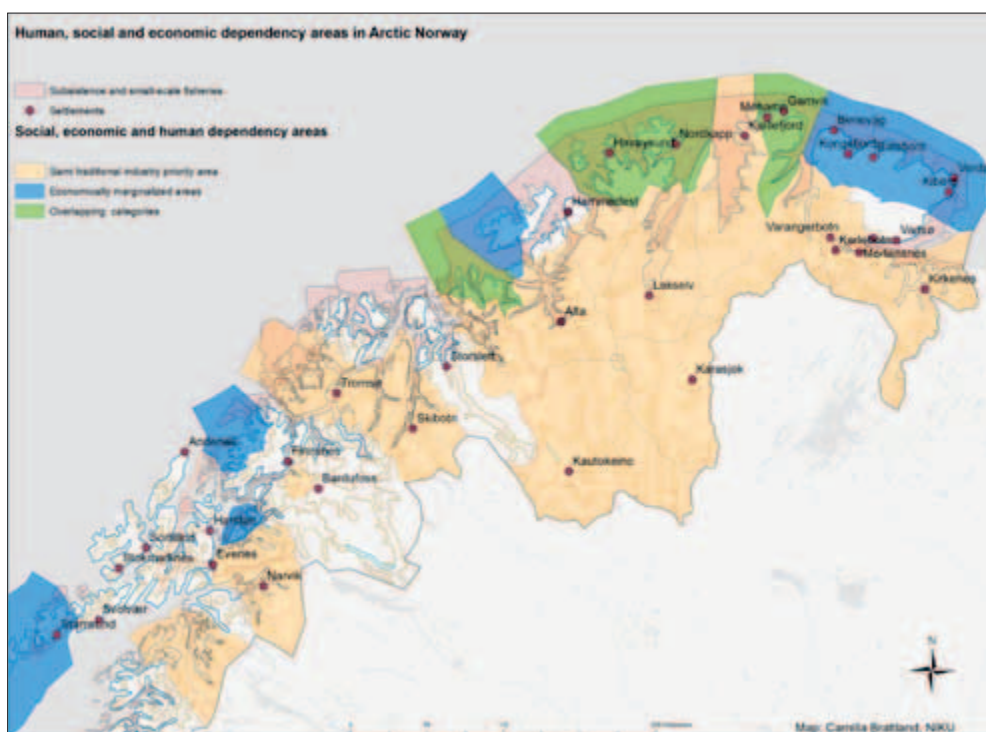 Human, social and economic dependency areas in Arctic Norway
Subsistence and small-scale fisheries
Settlements
Social, economic and human dependency areas
Sami traditional industry priority area
Economically marginalized areas
Overlapping categories
Gamvik
Mehamn
Kjøllefjord
Berlevåg
Nordkapp
Havøysund
Kongsfjord
Båtsfjord
Vardø
Kiberg
Hammerfest
Varangerbotn
Vadsø
Karlebotn
Mortensnes
Kirkenes
Lakselv
Alta
Storslett
Karasjok
Tromsø
Skibotn
Andenes
Finnsnes
Kautokeino
Bardufoss
Harstad
Sortland
Evenes
Stokmarknes
Narvik
Svolvær
Stamsund
N
Map: Camilla Brattland, NIKU